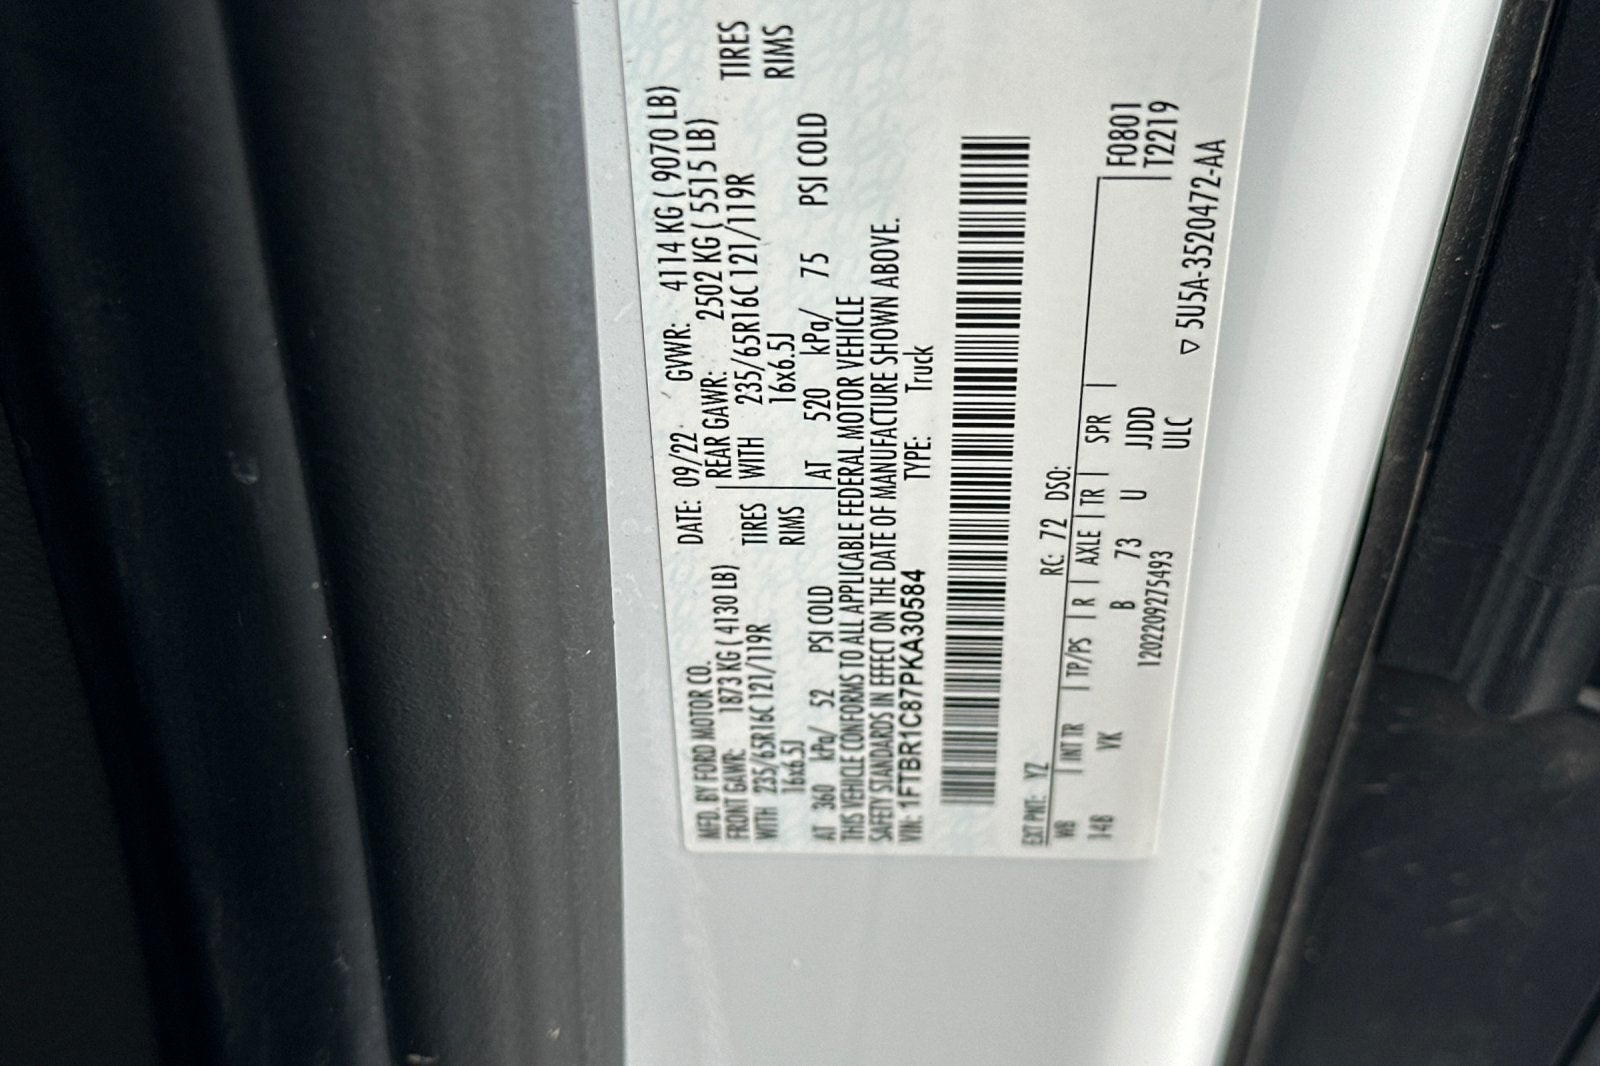 MFD. BY FORD MOTOR CO.
DATE: 09/22 GVWR: 4114 KG ( 9070 LB)
FRONT GAWR: 1873 KG ( 4130 LB) REAR GAWR: 2502 KG ( 5515 LB)
WITH 235/65R16C 121/119R TIRES WITH 235/65R16C 121/119R TIRES
16x6.5J RIMS 16x6.5J RIMS
AT 360 kPa/ 52 PSI COLD AT 520 kPa/ 75 PSI COLD
THIS VEHICLE CONFORMS TO ALL APPLICABLE FEDERAL MOTOR VEHICLE
SAFETY STANDARDS IN EFFECT ON THE DATE OF MANUFACTURE SHOWN ABOVE.
VIN: 1FTBR1C87PKA30584 TYPE: Truck
EXT PNT: YZ RC: 72 DSO:
WB INT TR TP/PS R AXLE TR SPR F0801
14B VK B 73 U JJDD T2219
1202209275493 ULC
▽ 5U5A-3520472-AA